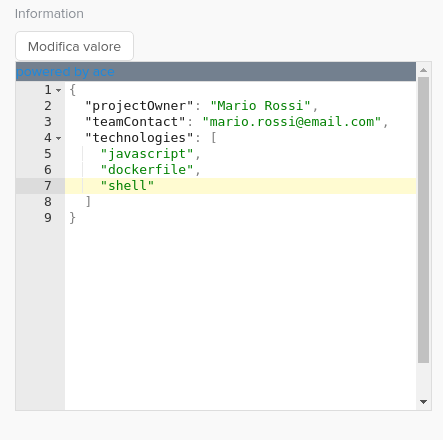 Information
Modifica valore
powered by ace
1 {
2 "projectOwner": "Mario Rossi",
3 "teamContact": "mario.rossi@email.com",
4 "technologies": [
5 "javascript",
6 "dockerfile",
7 "shell"
8 ]
9 }